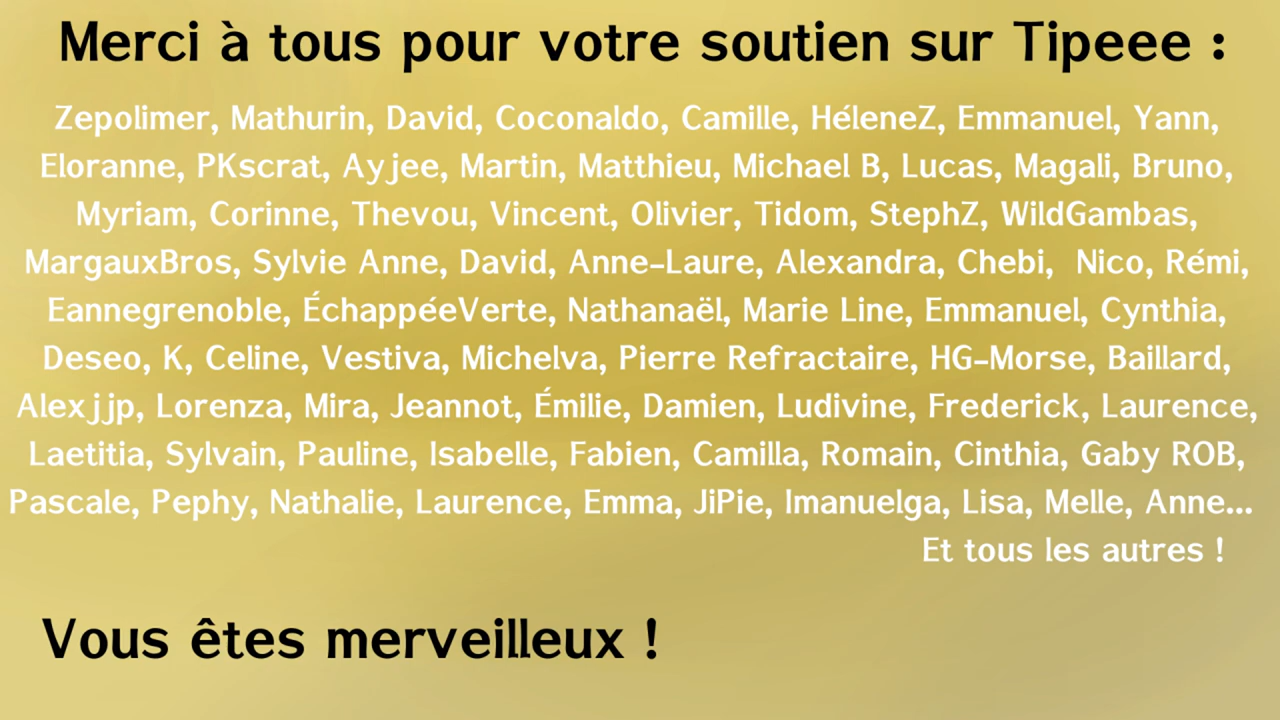 Merci à tous pour votre soutien sur Tipeee :
Zepolimer, Mathurin, David, Coconaldo, Camille, HéleneZ, Emmanuel, Yann,
Eloranne, PKscrat, Ayjee, Martin, Matthieu, Michael B, Lucas, Magali, Bruno,
Myriam, Corinne, Thevou, Vincent, Olivier, Tidom, StephZ, WildGambas,
MargauxBros, Sylvie Anne, David, Anne-Laure, Alexandra, Chebi, Nico, Rémi,
Eannegrenoble, ÉchappéeVerte, Nathanaël, Marie Line, Emmanuel, Cynthia,
Deseo, K, Celine, Vestiva, Michelva, Pierre Refractaire, HG-Morse, Baillard,
Alexjjp, Lorenza, Mira, Jeannot, Émilie, Damien, Ludivine, Frederick, Laurence,
Laetitia, Sylvain, Pauline, Isabelle, Fabien, Camilla, Romain, Cinthia, Gaby ROB,
Pascale, Pephy, Nathalie, Laurence, Emma, JiPie, Imanuelga, Lisa, Melle, Anne...
Et tous les autres !
Vous êtes merveilleux !